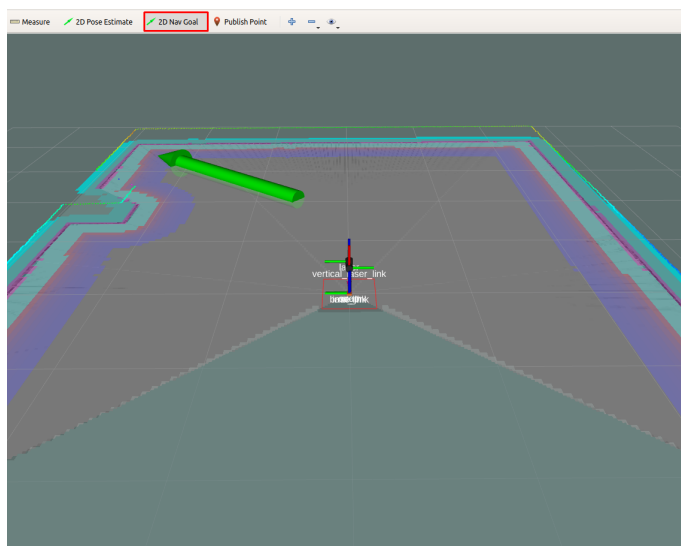 Measure 2D Pose Estimate 2D Nav Goal Publish Point
vertical_laser_link